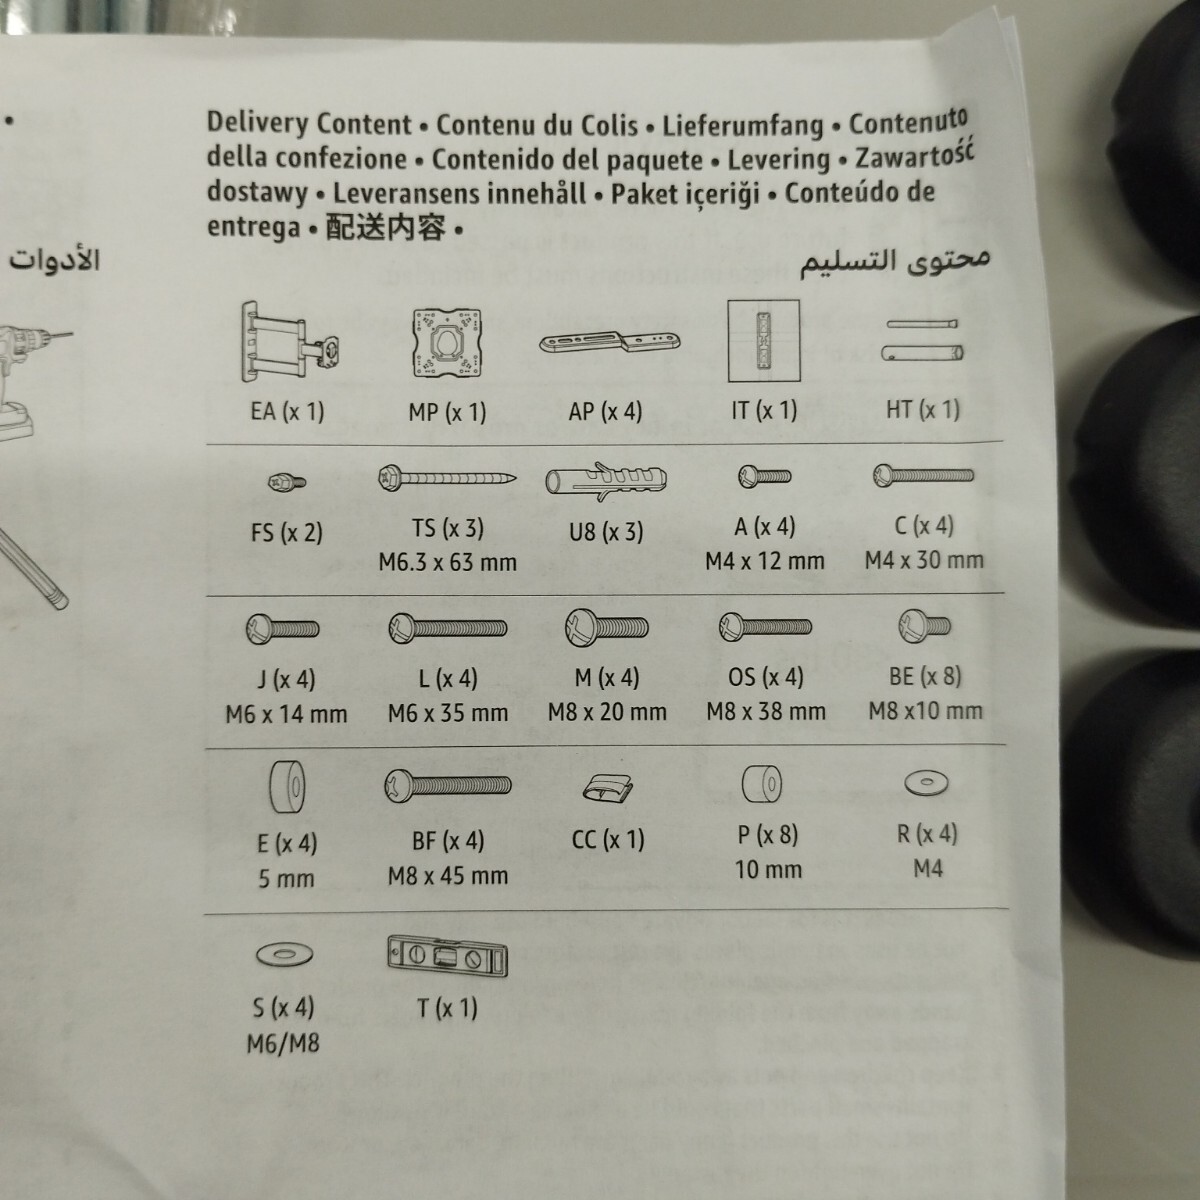 Delivery Content • Contenu du Colis • Lieferumfang • Contenuto
della confezione • Contenido del paquete • Levering • Zawartość
dostawy • Leveransens innehåll • Paket içeriği • Conteúdo de
entrega • 配送内容 •
محتوى التسليم
الأدوات
EA (x 1) MP (x 1) AP (x 4) IT (x 1) HT (x 1)
FS (x 2) TS (x 3) U8 (x 3) A (x 4) C (x 4)
M6.3 x 63 mm M4 x 12 mm M4 x 30 mm
J (x 4) L (x 4) M (x 4) OS (x 4) BE (x 8)
M6 x 14 mm M6 x 35 mm M8 x 20 mm M8 x 38 mm M8 x10 mm
E (x 4) BF (x 4) CC (x 1) P (x 8) R (x 4)
5 mm M8 x 45 mm 10 mm M4
S (x 4) T (x 1)
M6/M8